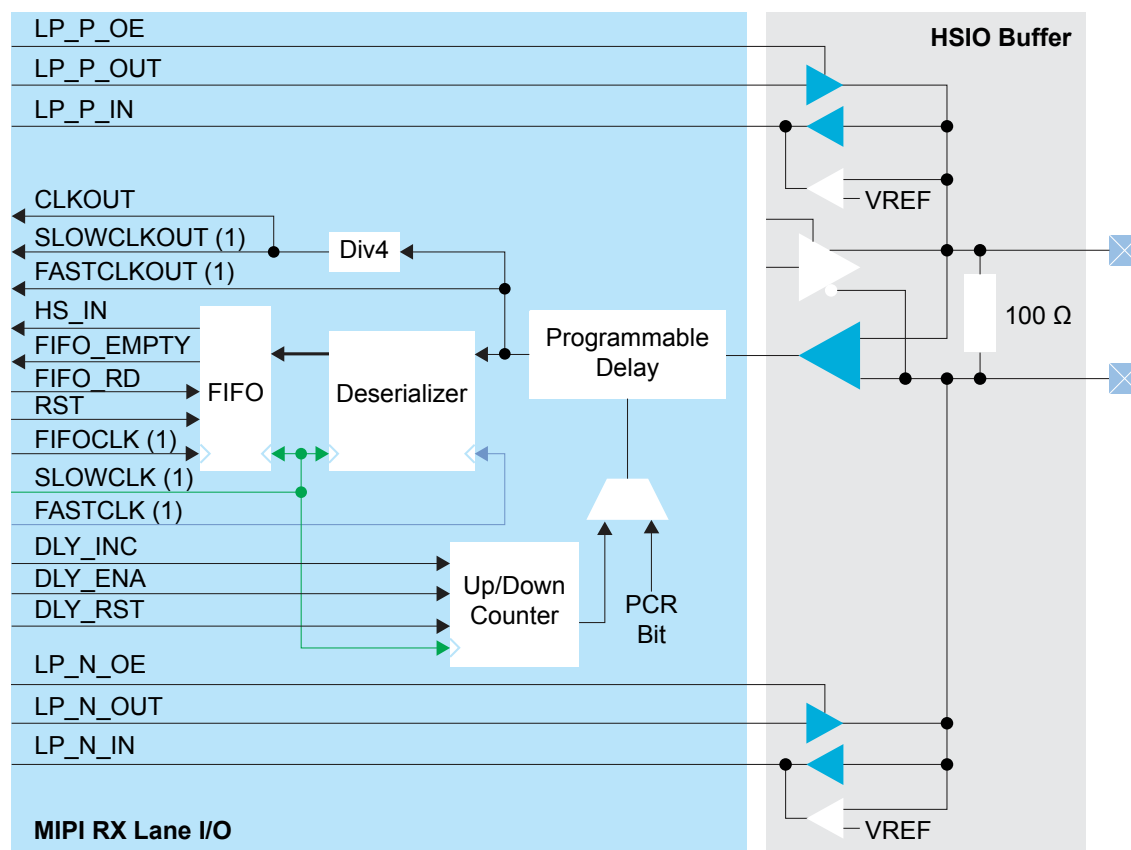 LP_P_OE
HSIO Buffer
LP_P_OUT
LP_P_IN
CLKOUT
VREF
SLOWCLKOUT (1)
Div4
FASTCLKOUT (1)
HS_IN
100 Ω
FIFO_EMPTY
Programmable
Delay
FIFO_RD
FIFO
Deserializer
RST
FIFOCLK (1)
SLOWCLK (1)
FASTCLK (1)
DLY_INC
DLY_ENA
Up/Down
Counter
PCR
Bit
DLY_RST
LP_N_OE
LP_N_OUT
LP_N_IN
MIPI RX Lane I/O
VREF